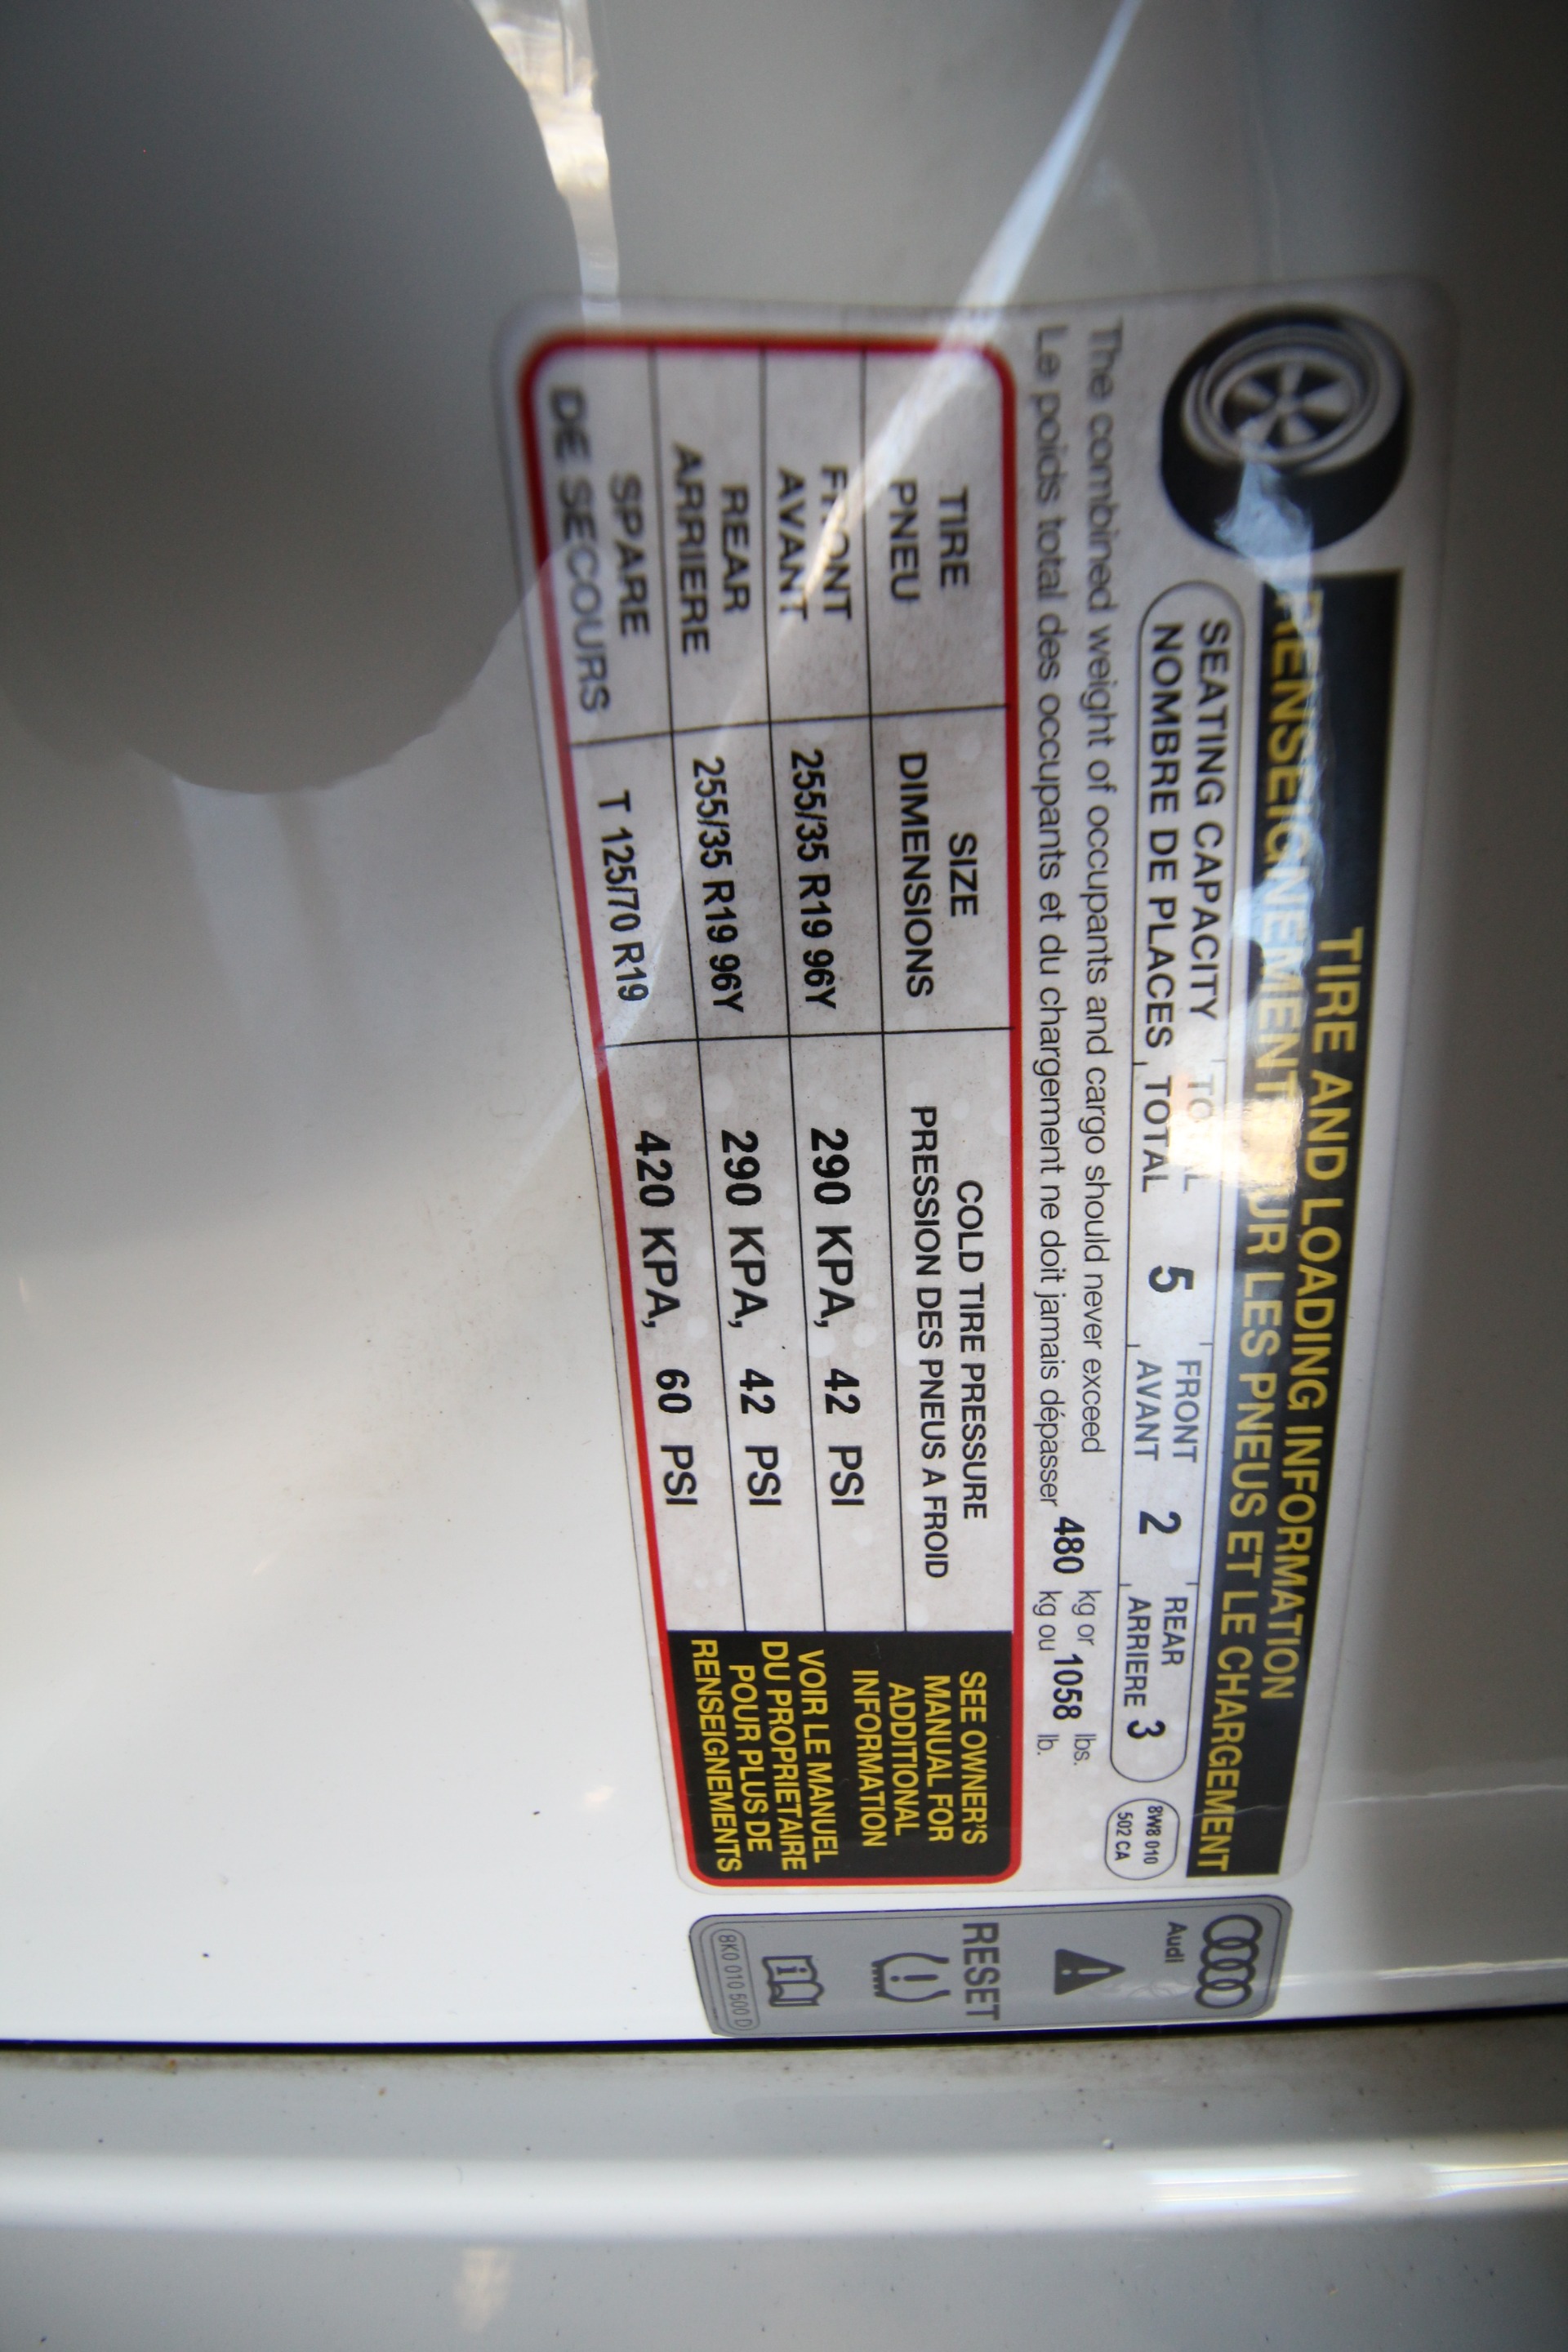 TIRE AND LOADING INFORMATION
RENSEIGNEMENTS SUR LES PNEUS ET LE CHARGEMENT
SEATING CAPACITY TOTAL 5 FRONT 2 REAR 3
NOMBRE DE PLACES TOTAL AVANT ARRIERE
8W8 010
502 CA
The combined weight of occupants and cargo should never exceed 480 kg or 1058 lbs.
Le poids total des occupants et du chargement ne doit jamais dépasser kg ou lb.
TIRE SIZE COLD TIRE PRESSURE
PNEU DIMENSIONS PRESSION DES PNEUS A FROID
FRONT
AVANT 255/35 R19 96Y 290 KPA, 42 PSI
REAR
ARRIERE 255/35 R19 96Y 290 KPA, 42 PSI
SPARE
DE SECOURS T 125/70 R19 420 KPA, 60 PSI
SEE OWNER'S
MANUAL FOR
ADDITIONAL
INFORMATION
VOIR LE MANUEL
DU PROPRIETAIRE
POUR PLUS DE
RENSEIGNEMENTS
Audi
RESET
8K0 010 500 D